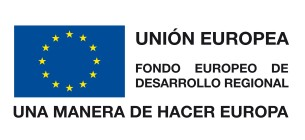 UNIÓN EUROPEA
FONDO EUROPEO DE
DESARROLLO REGIONAL
UNA MANERA DE HACER EUROPA